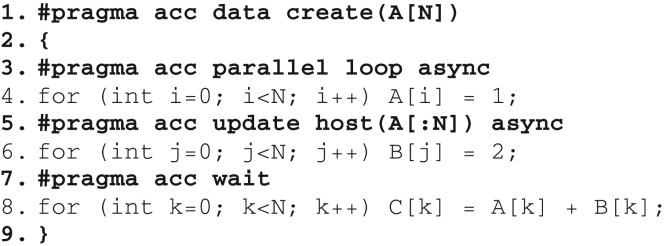 1. #pragma acc data create(A[N])
2. {
3. #pragma acc parallel loop async
4. for (int i=0; i<N; i++) A[i] = 1;
5. #pragma acc update host(A[:N]) async
6. for (int j=0; j<N; j++) B[j] = 2;
7. #pragma acc wait
8. for (int k=0; k<N; k++) C[k] = A[k] + B[k];
9. }